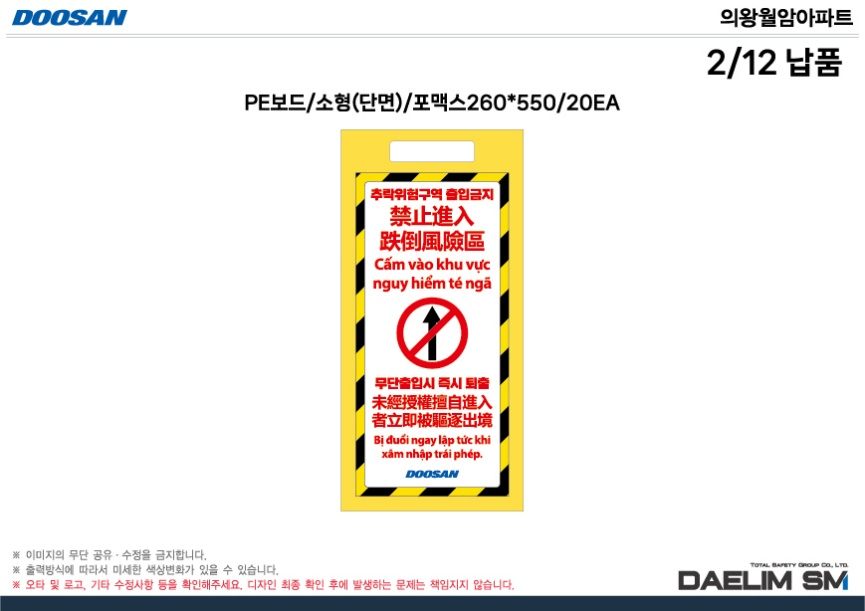 DOOSAN
의왕월암아파트
2/12 납품
PE보드/소형(단면)/포맥스260*550/20EA
추락위험구역 출입금지
禁止進入
跌倒風險區
Cấm vào khu vực
nguy hiểm té ngã
무단출입시 즉시 퇴출
未經授權擅自進入
者立即被驅逐出境
Bị đuổi ngay lập tức khi
xâm nhập trái phép.
DOOSAN
※ 이미지의 무단 공유·수정을 금지합니다.
※ 출력방식에 따라서 미세한 색상변화가 있을 수 있습니다.
※ 오타 및 로고, 기타 수정사항 등을 확인해주세요. 디자인 최종 확인 후에 발생하는 문제는 책임지지 않습니다.
TOTAL SAFETY GROUP CO., LTD.
DAELIM SM